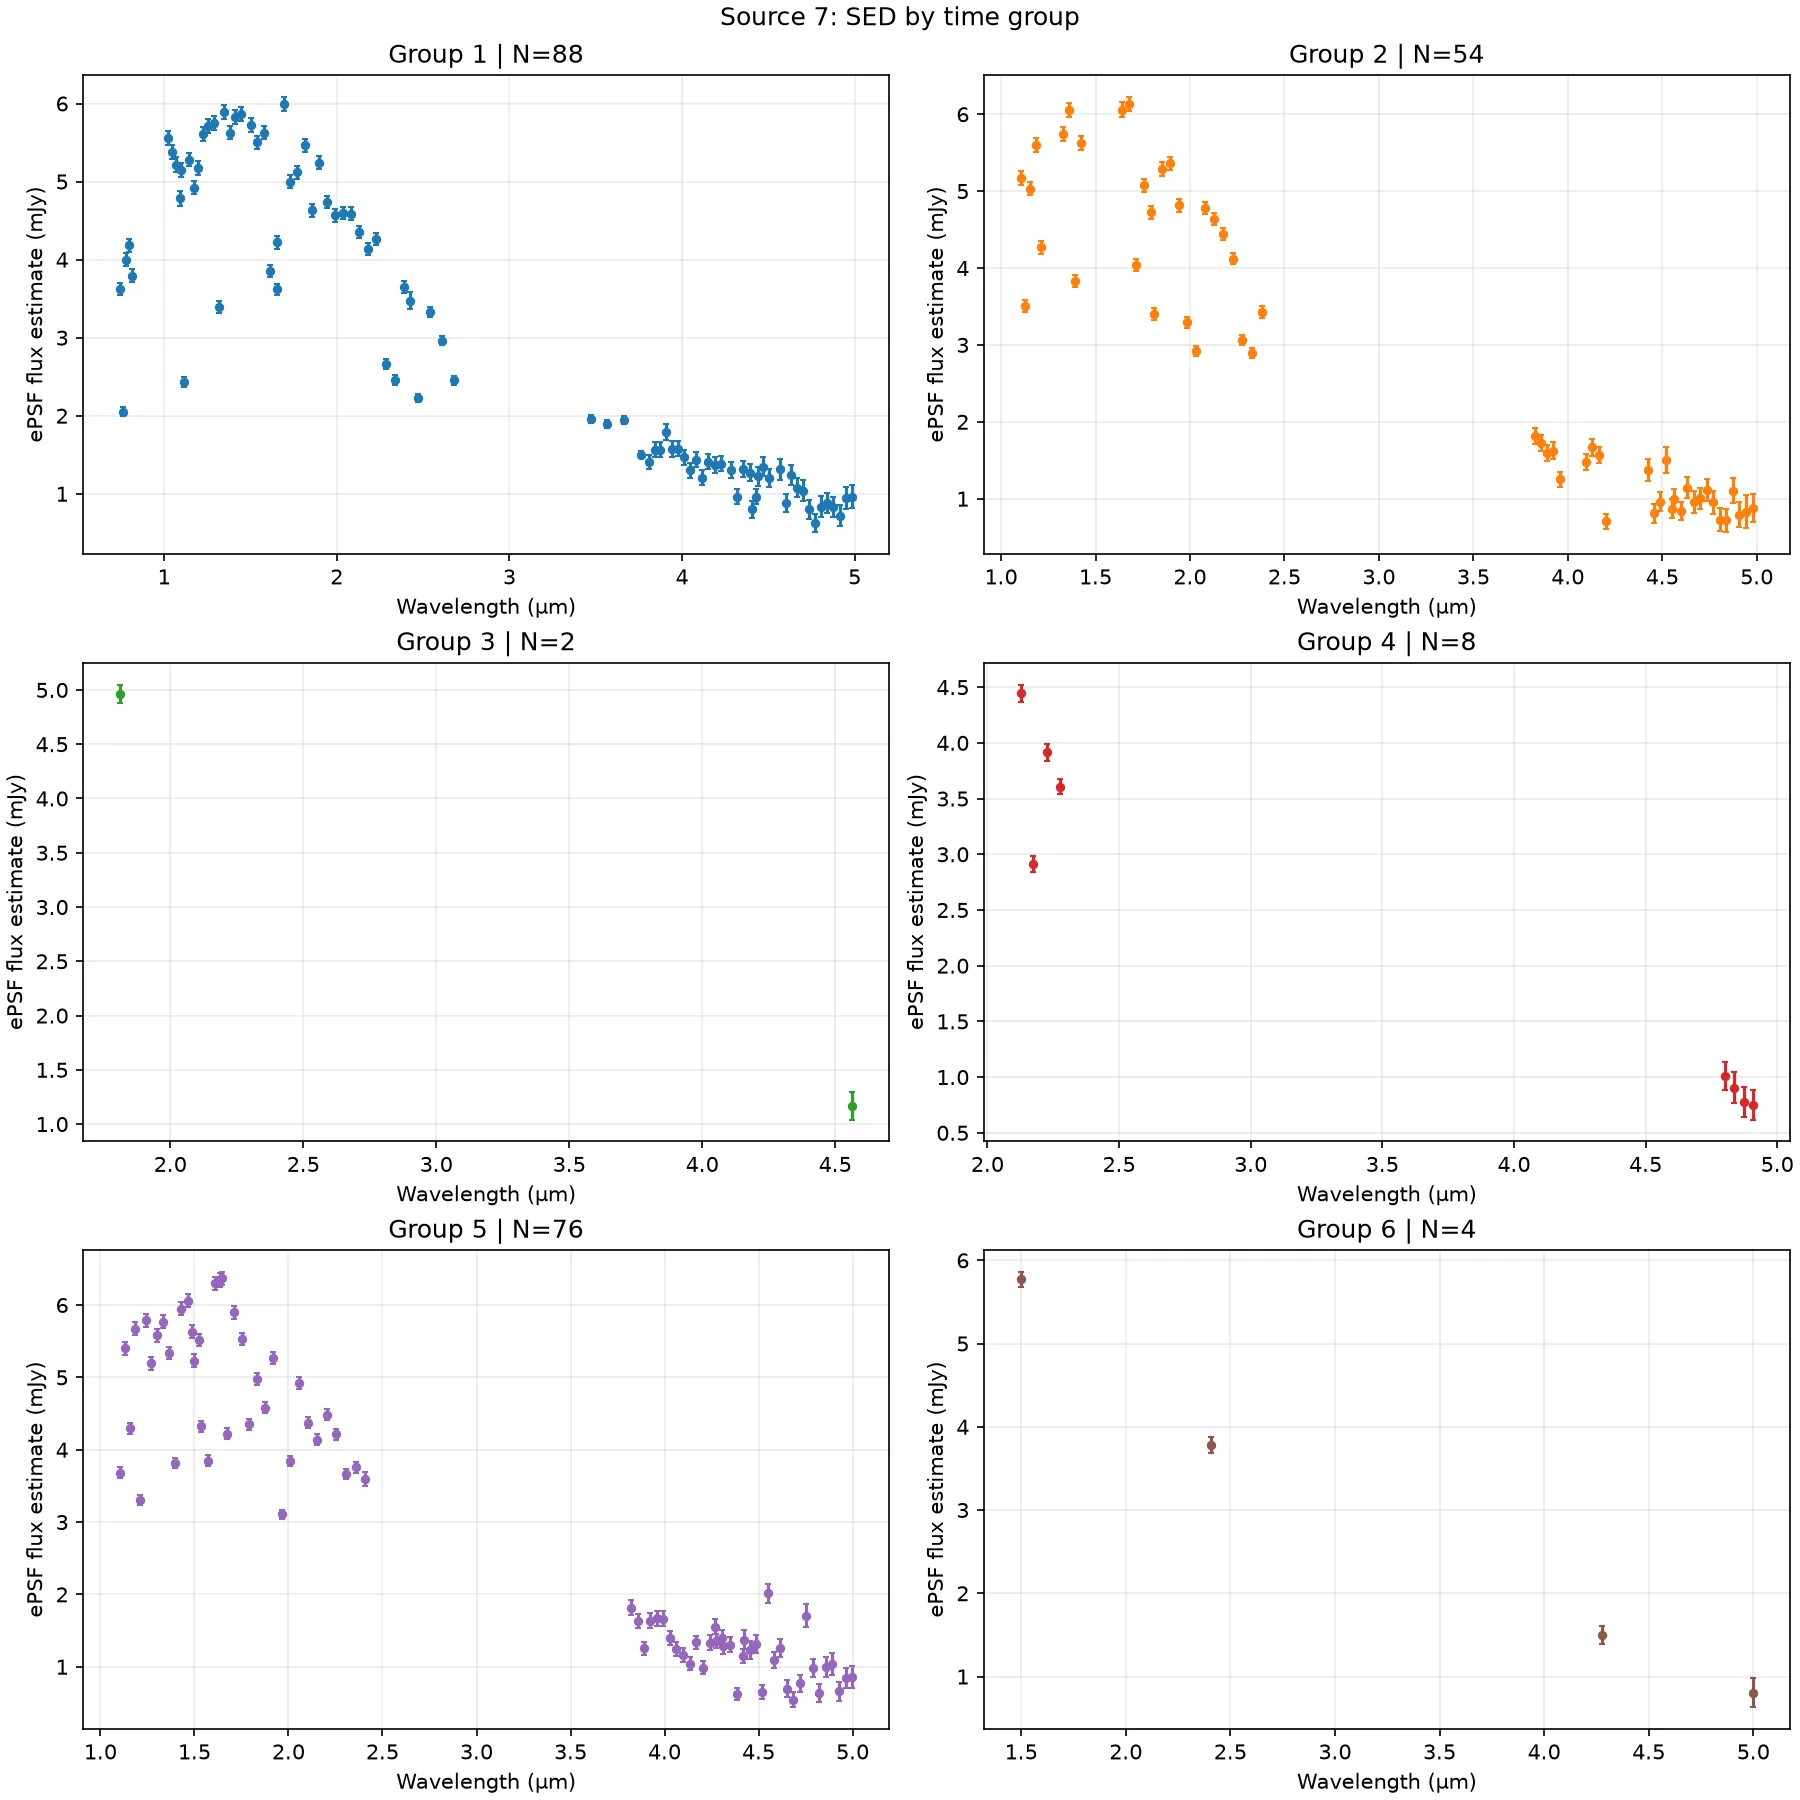 Source 7: SED by time group
Group 1 | N=88
ePSF flux estimate (mJy)
6
5
4
3
2
1
1 2 3 4 5
Wavelength (μm)
Group 2 | N=54
ePSF flux estimate (mJy)
6
5
4
3
2
1
1.0 1.5 2.0 2.5 3.0 3.5 4.0 4.5 5.0
Wavelength (μm)
Group 3 | N=2
ePSF flux estimate (mJy)
5.0
4.5
4.0
3.5
3.0
2.5
2.0
1.5
1.0
2.0 2.5 3.0 3.5 4.0 4.5
Wavelength (μm)
Group 4 | N=8
ePSF flux estimate (mJy)
4.5
4.0
3.5
3.0
2.5
2.0
1.5
1.0
0.5
2.0 2.5 3.0 3.5 4.0 4.5 5.0
Wavelength (μm)
Group 5 | N=76
ePSF flux estimate (mJy)
6
5
4
3
2
1
1.0 1.5 2.0 2.5 3.0 3.5 4.0 4.5 5.0
Wavelength (μm)
Group 6 | N=4
ePSF flux estimate (mJy)
6
5
4
3
2
1
1.5 2.0 2.5 3.0 3.5 4.0 4.5 5.0
Wavelength (μm)